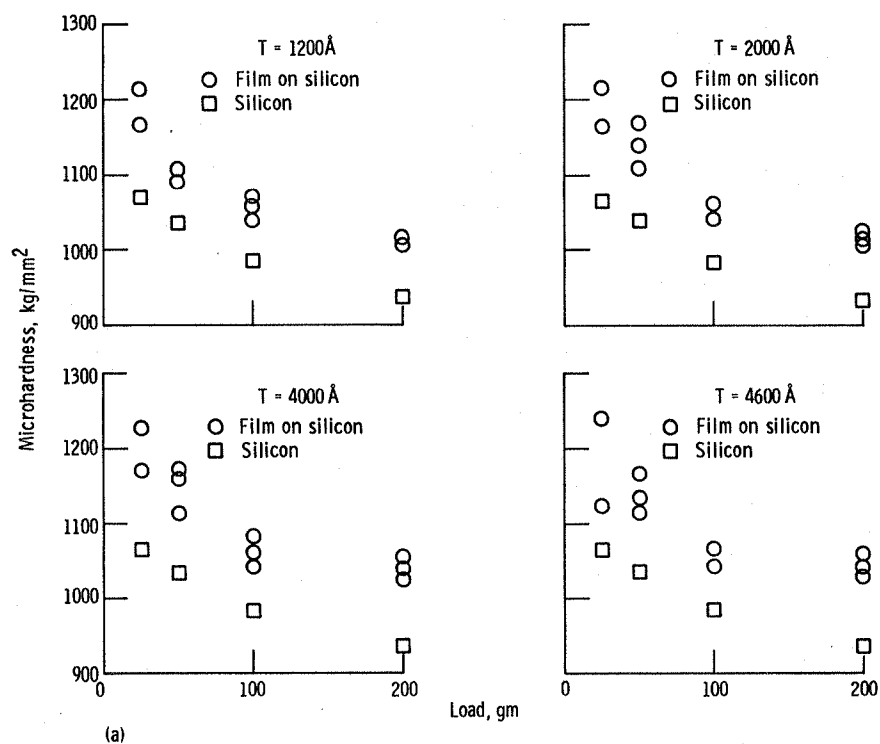 1300
1200
1100
1000
900
T = 1200Å
Film on silicon
Silicon
T = 2000 Å
Film on silicon
Silicon
Microhardness, kg/mm2
1300
1200
1100
1000
900
T = 4000 Å
Film on silicon
Silicon
T = 4600 Å
Film on silicon
Silicon
0 100 200
0 100 200
Load, gm
(a)